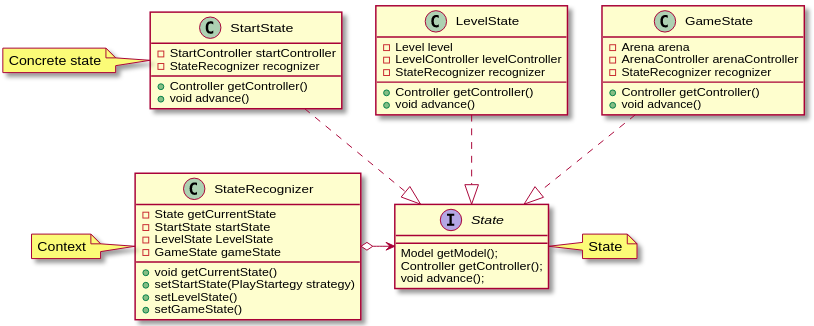 C StartState
StartController startController
StateRecognizer recognizer
Controller getController()
void advance()
Concrete state
C LevelState
Level level
LevelController levelController
StateRecognizer recognizer
Controller getController()
void advance()
C GameState
Arena arena
ArenaController arenaController
StateRecognizer recognizer
Controller getController()
void advance()
C StateRecognizer
State getCurrentState
StartState startState
LevelState LevelState
GameState gameState
void getCurrentState()
setStartState(PlayStartegy strategy)
setLevelState()
setGameState()
Context
I State
Model getModel();
Controller getController();
void advance();
State